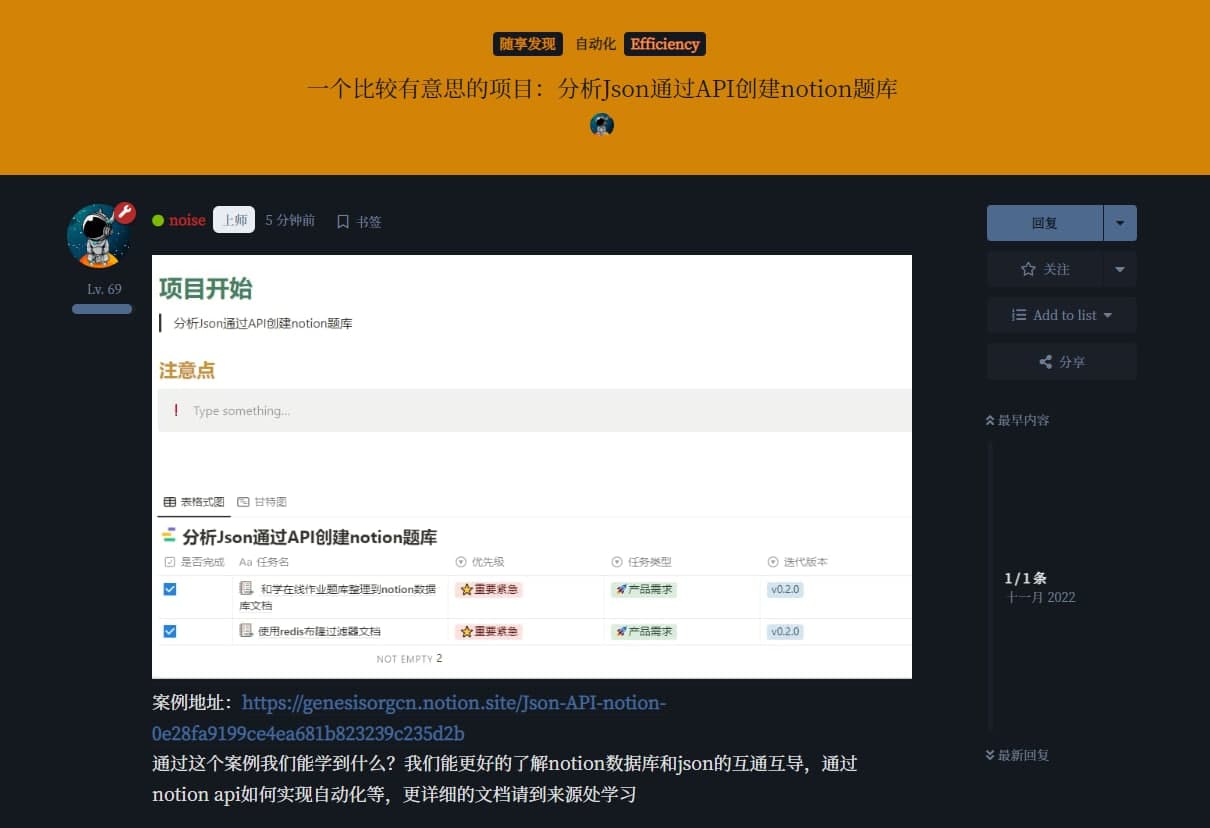 随享发现 自动化 Efficiency
一个比较有意思的项目：分析Json通过API创建notion题库
noise 上师 5 分钟前 书签
Lv. 69
项目开始
分析Json通过API创建notion题库
注意点
Type something...
表格式图 甘特图
分析Json通过API创建notion题库
是否完成 Aa 任务名 优先级 任务类型 迭代版本
和学在线作业题库整理到notion数据
库文档
重要紧急 产品需求 v0.2.0
使用redis布隆过滤器文档 重要紧急 产品需求 v0.2.0
NOT EMPTY 2
案例地址：https://genesisorgcn.notion.site/Json-API-notion-
0e28fa9199ce4ea681b823239c235d2b
通过这个案例我们能学到什么？我们能更好的了解notion数据库和json的互通互导，通过
notion api如何实现自动化等，更详细的文档请到来源处学习
回复
关注
Add to list
分享
最早内容
1/1条
十一月 2022
最新回复